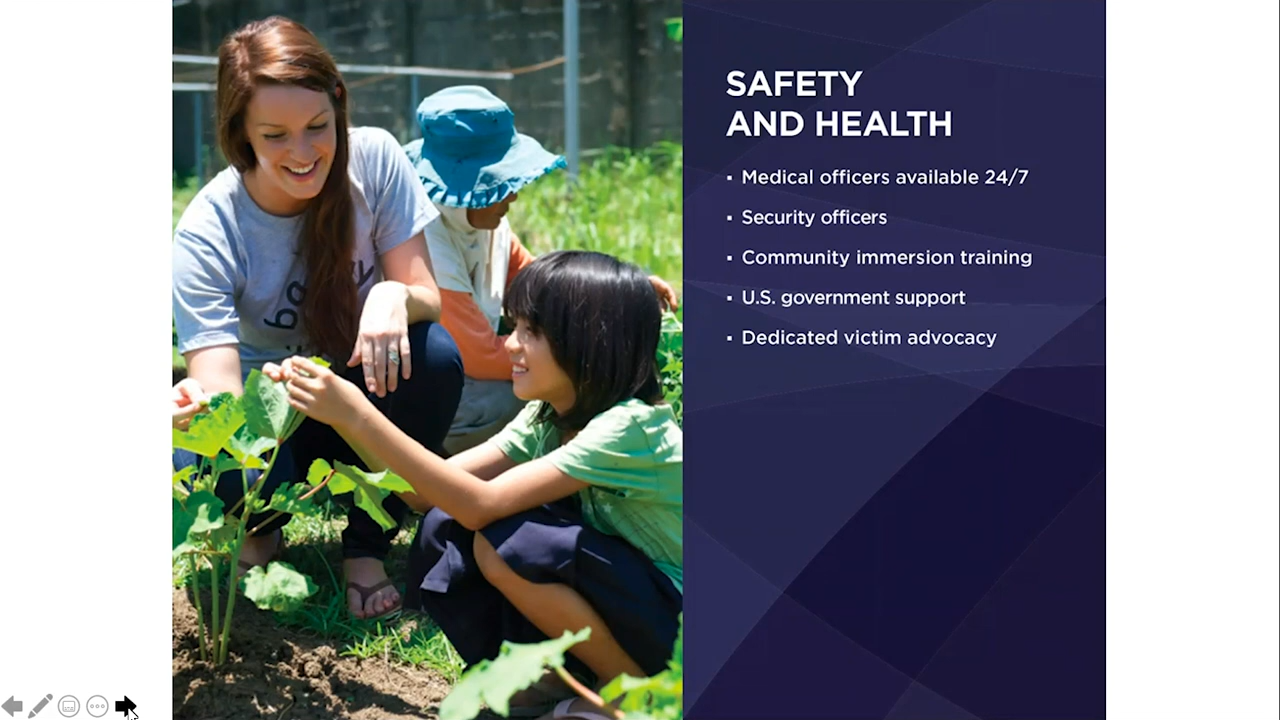 SAFETY
AND HEALTH
▪ Medical officers available 24/7
▪ Security officers
▪ Community immersion training
▪ U.S. government support
▪ Dedicated victim advocacy